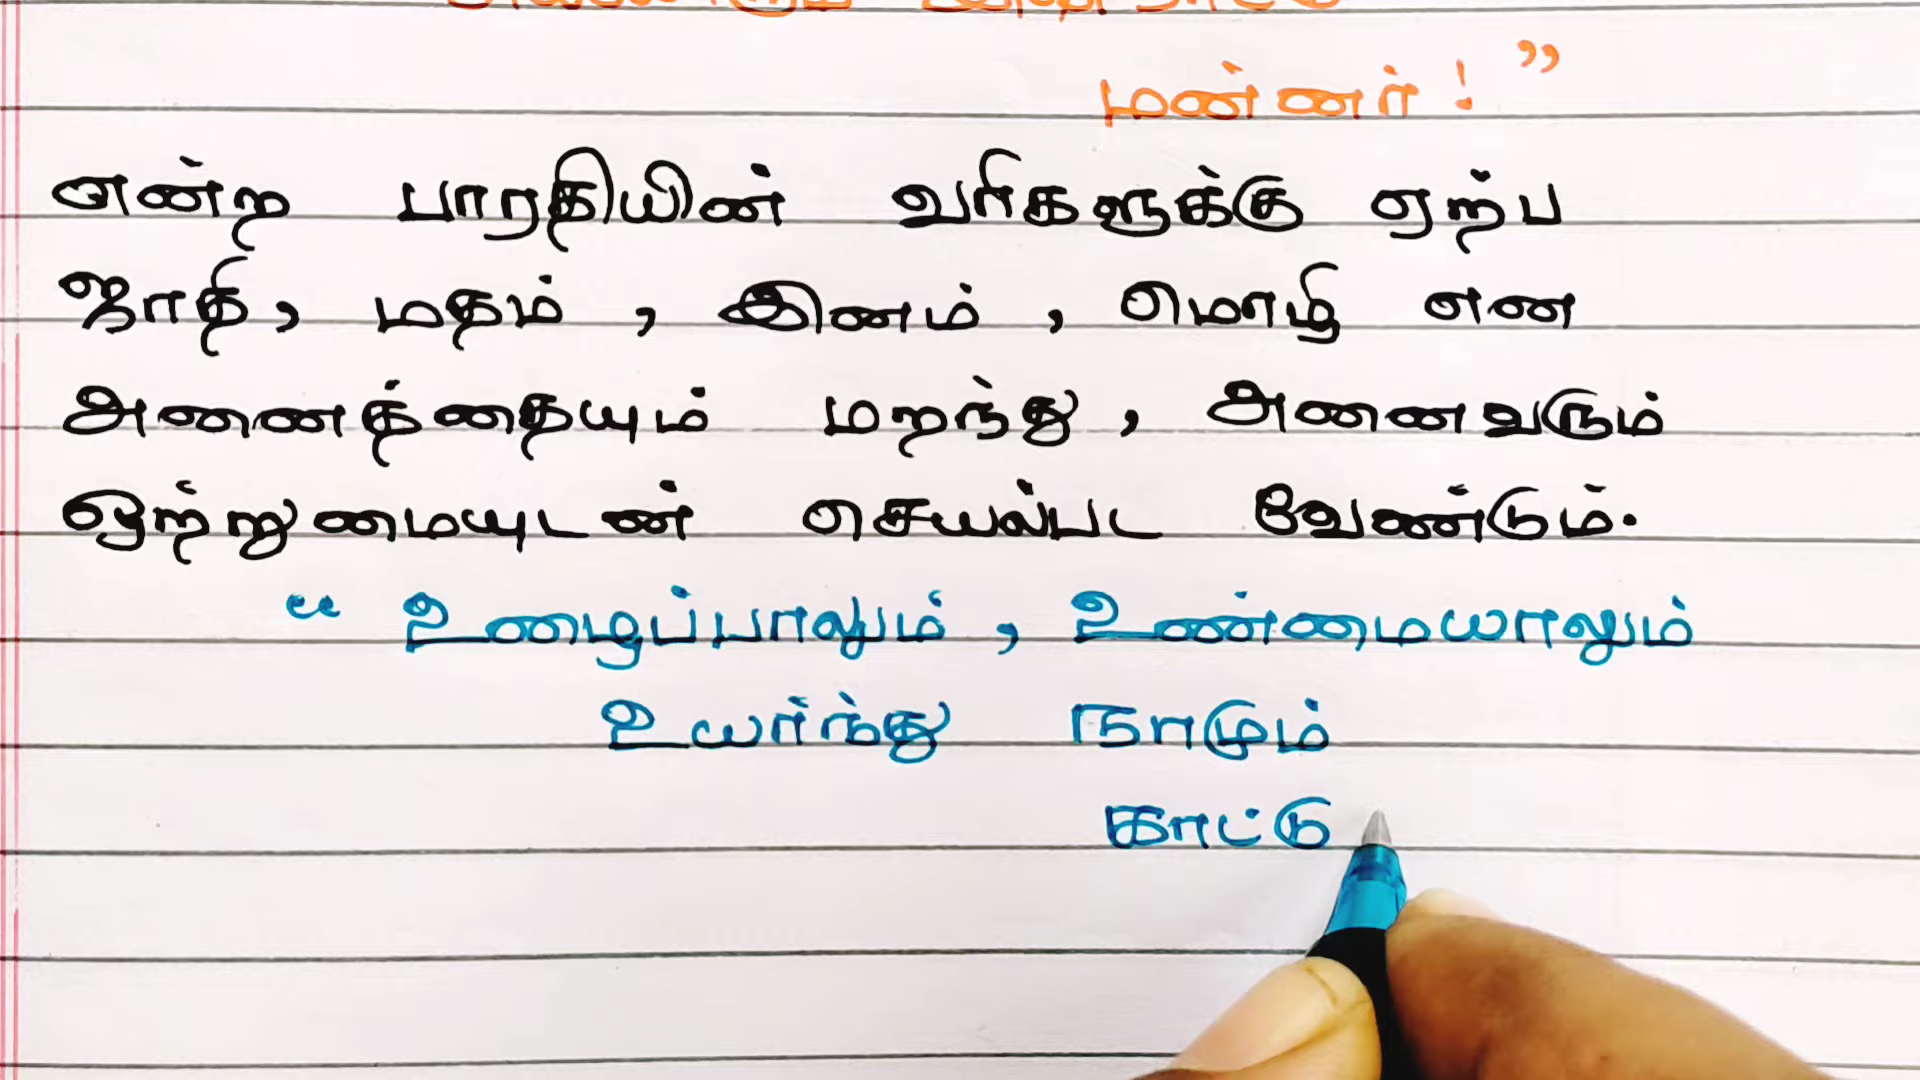 மன்னர்!"
என்ற பாரதியின் வரிகளுக்கு ஏற்ப
ஜாதி, மதம், இனம், மொழி என
அனைத்தையும் மறந்து, அனைவரும்
ஒற்றுமையுடன் செயல்பட வேண்டும்.
"உழைப்பாலும், உண்மையாலும்
உயர்ந்து நாமும்
காட்டு